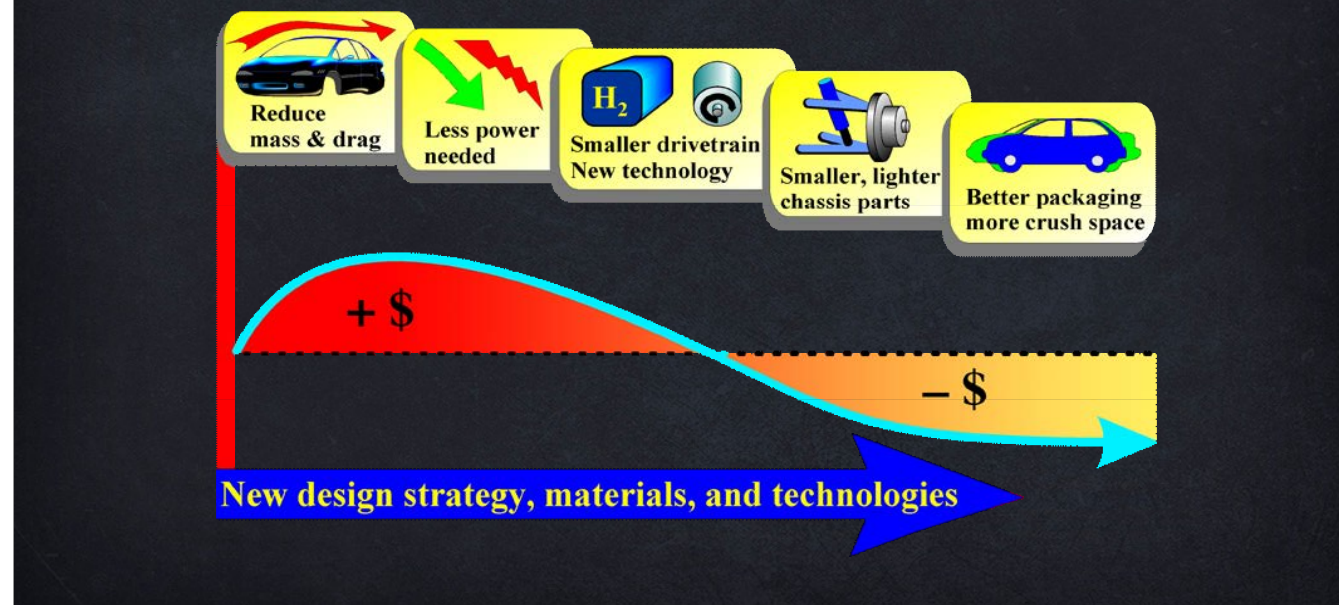 Reduce
mass & drag
Less power
needed
H₂
Smaller drivetrain
New technology
Smaller, lighter
chassis parts
Better packaging
more crush space
+ $
– $
New design strategy, materials, and technologies